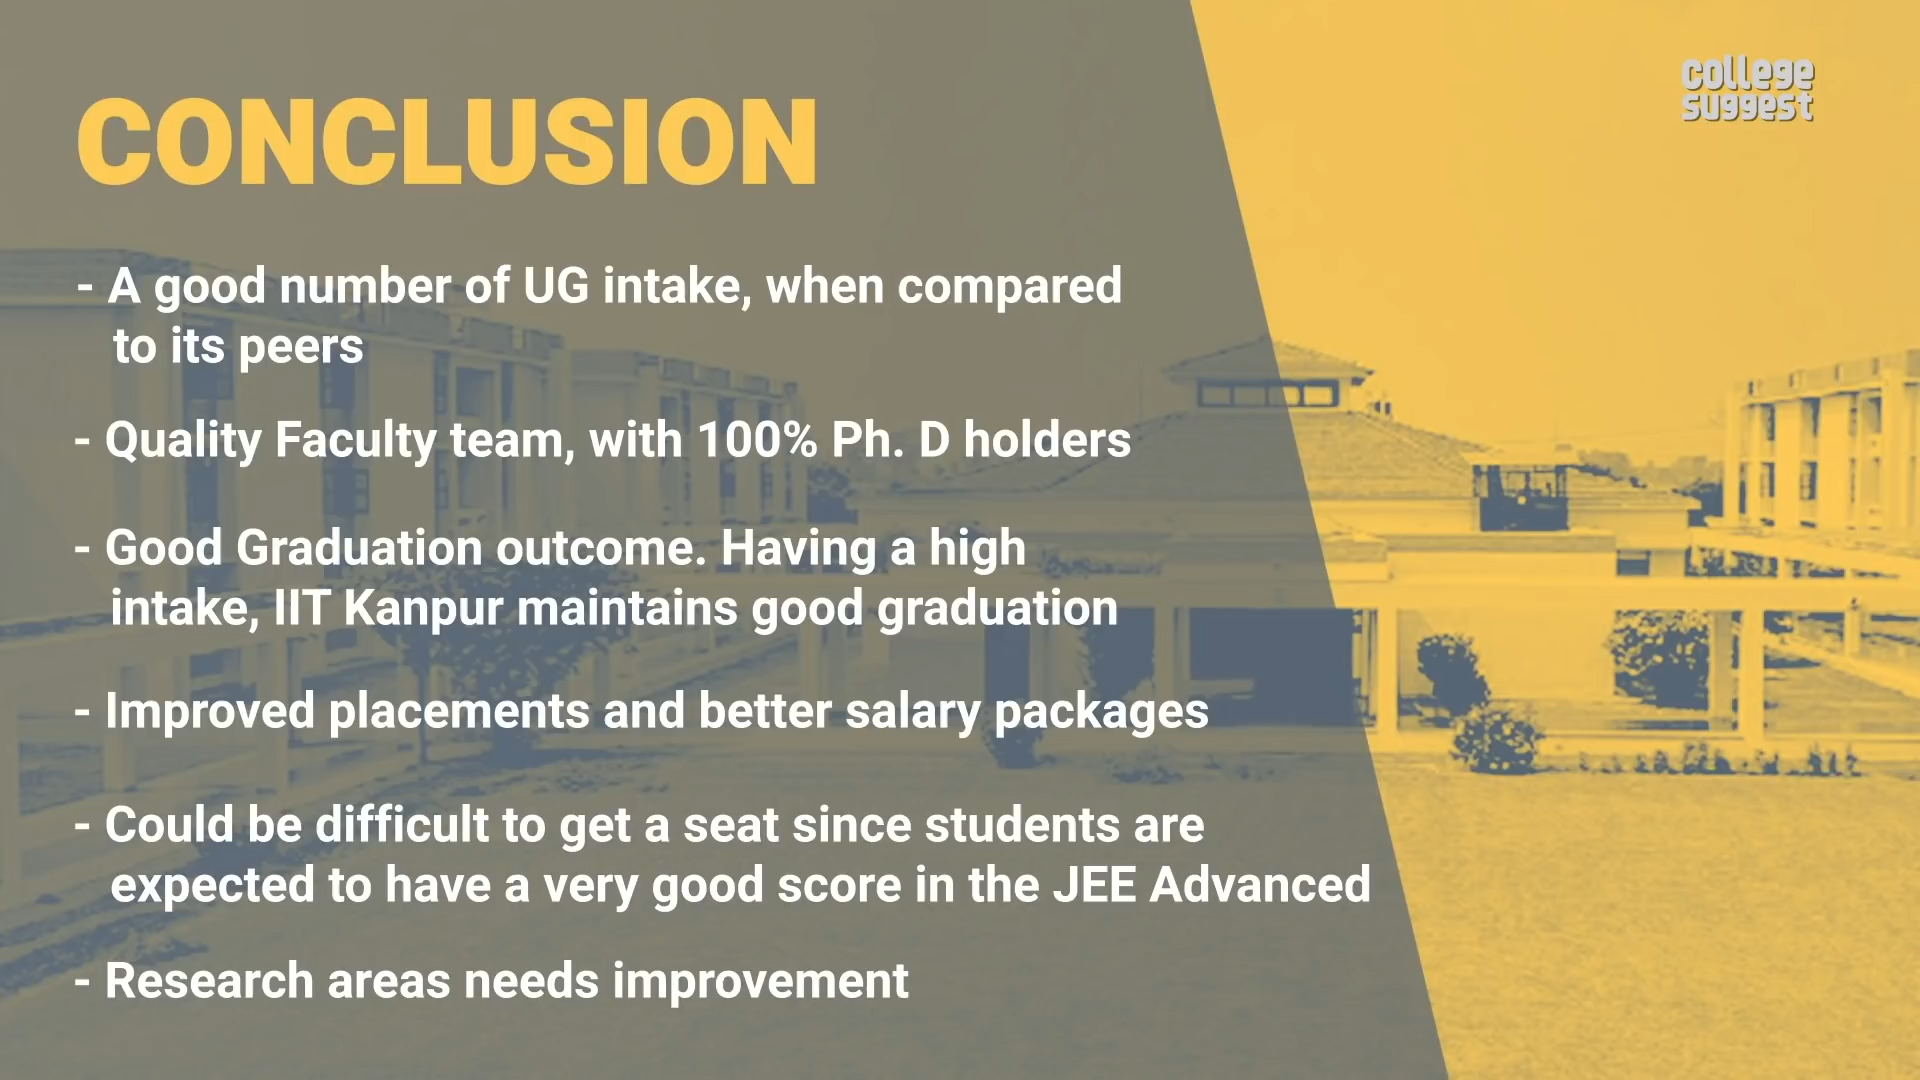 college
suggest
CONCLUSION
- A good number of UG intake, when compared
to its peers
- Quality Faculty team, with 100% Ph. D holders
- Good Graduation outcome. Having a high
intake, IIT Kanpur maintains good graduation
- Improved placements and better salary packages
- Could be difficult to get a seat since students are
expected to have a very good score in the JEE Advanced
- Research areas needs improvement